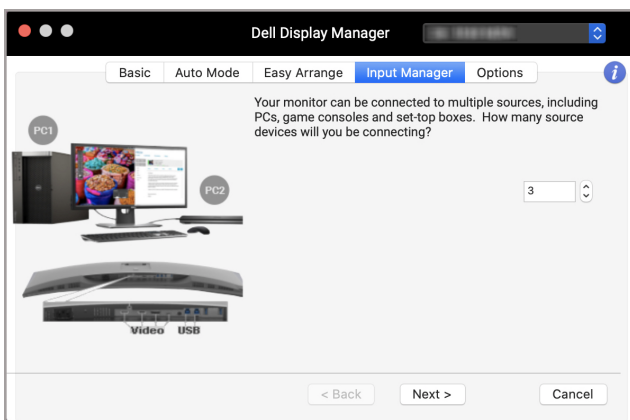 Dell Display Manager
Basic
Auto Mode
Easy Arrange
Input Manager
Options
i
Your monitor can be connected to multiple sources, including
PCs, game consoles and set-top boxes. How many source
devices will you be connecting?
PC1
PC2
3
Video
USB
< Back
Next >
Cancel